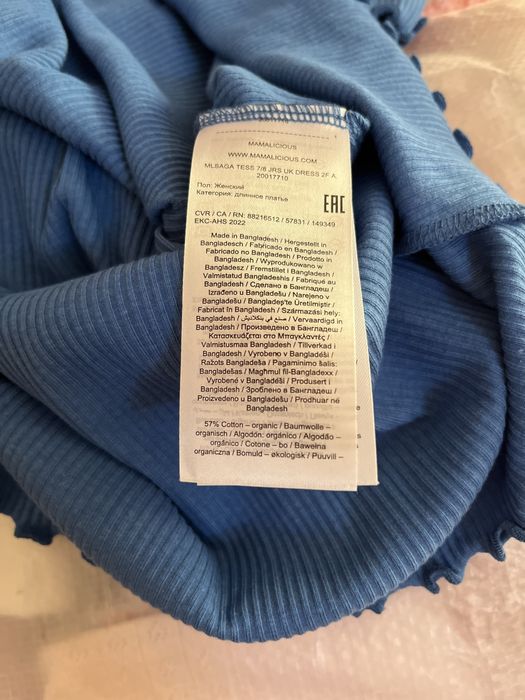 MAMALICIOUS
WWW.MAMALICIOUS.COM
MLSAGA TESS 7/8 JRS UK DRESS 2F A.
20017710
Пол: Женский
Категория: длинное платье
EAC
CVR / CA / RN: 88216512 / 57831 / 149349
EKC-AHS 2022
Made in Bangladesh / Hergestellt in
Bangladesh / Fabricado en Bangladesh /
Fabricado no Bangladesh / Prodotto in
Bangladesh / Wyprodukowano w
Bangladesz / Fremstillet i Bangladesh /
Valmistatud Bangladeshis / Fabriqué au
Bangladesh / Сделано в Бангладеш /
Izrađeno u Bangladešu / Narejeno v
Bangladešu / Bangladeş'te Üretilmiştir /
Fabricat în Bangladesh / Származási hely:
Bangladesh / صنع في بنغلاديش / Vervaardigd in
Bangladesh / Произведено в Бангладеш /
Κατασκευάζεται στο Μπαγκλαντές /
Valmistusmaa Bangladesh / Tillverkad i
Bangladesh / Vyrobeno v Bangladéši /
Ražots Bangladeša / Pagaminimo šalis:
Bangladešas / Magħmul fil-Bangladexx /
Vyrobené v Bangladéši / Produsert i
Bangladesh / Зроблено в Бангладеш /
Proizvedeno u Bangladešu / Prodhuar në
Bangladesh
57% Cotton – organic / Baumwolle –
organisch / Algodón: orgánico / Algodão –
orgánico / Cotone – bo / Bawełna
organiczna / Bomuld – økologisk / Puuvill –